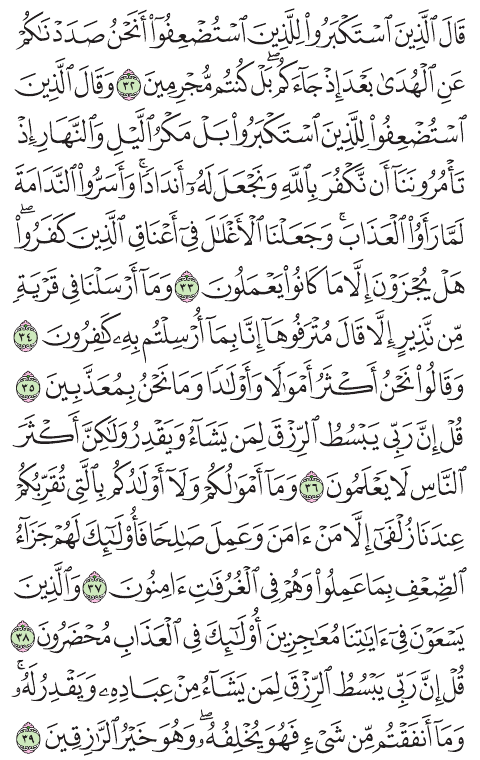 قَالَ ٱلَّذِينَ ٱسْتَكْبَرُوا۟ لِلَّذِينَ ٱسْتُضْعِفُوٓا۟ أَنَحْنُ صَدَدْنَـٰكُمْ
عَنِ ٱلْهُدَىٰ بَعْدَ إِذْ جَآءَكُم ۖ بَلْ كُنتُم مُّجْرِمِينَ ٣٢ وَقَالَ ٱلَّذِينَ
ٱسْتُضْعِفُوا۟ لِلَّذِينَ ٱسْتَكْبَرُوا۟ بَلْ مَكْرُ ٱلَّيْلِ وَٱلنَّهَارِ إِذْ
تَأْمُرُونَنَآ أَن نَّكْفُرَ بِٱللَّهِ وَنَجْعَلَ لَهُۥٓ أَندَادًا ۚ وَأَسَرُّوا۟ ٱلنَّدَامَةَ
لَمَّا رَأَوُا۟ ٱلْعَذَابَ ۚ وَجَعَلْنَا ٱلْأَغْلَـٰلَ فِىٓ أَعْنَاقِ ٱلَّذِينَ كَفَرُوا۟ ۖ
هَلْ يُجْزَوْنَ إِلَّا مَا كَانُوا۟ يَعْمَلُونَ ٣٣ وَمَآ أَرْسَلْنَا فِى قَرْيَةٍ
مِّن نَّذِيرٍ إِلَّا قَالَ مُتْرَفُوهَآ إِنَّا بِمَآ أُرْسِلْتُم بِهِۦ كَـٰفِرُونَ ٣٤
وَقَالُوا۟ نَحْنُ أَكْثَرُ أَمْوَٰلًا وَأَوْلَـٰدًا وَمَا نَحْنُ بِمُعَذَّبِينَ ٣٥
قُلْ إِنَّ رَبِّى يَبْسُطُ ٱلرِّزْقَ لِمَن يَشَآءُ وَيَقْدِرُ وَلَـٰكِنَّ أَكْثَرَ
ٱلنَّاسِ لَا يَعْلَمُونَ ٣٦ وَمَآ أَمْوَٰلُكُمْ وَلَآ أَوْلَـٰدُكُم بِٱلَّتِى تُقَرِّبُكُمْ
عِندَنَا زُلْفَىٰٓ إِلَّا مَنْ ءَامَنَ وَعَمِلَ صَـٰلِحًا فَأُو۟لَـٰٓئِكَ لَهُمْ جَزَآءُ
ٱلضِّعْفِ بِمَا عَمِلُوا۟ وَهُمْ فِى ٱلْغُرُفَـٰتِ ءَامِنُونَ ٣٧ وَٱلَّذِينَ
يَسْعَوْنَ فِىٓ ءَايَـٰتِنَا مُعَـٰجِزِينَ أُو۟لَـٰٓئِكَ فِى ٱلْعَذَابِ مُحْضَرُونَ ٣٨
قُلْ إِنَّ رَبِّى يَبْسُطُ ٱلرِّزْقَ لِمَن يَشَآءُ مِنْ عِبَادِهِۦ وَيَقْدِرُ لَهُۥ ۚ
وَمَآ أَنفَقْتُم مِّن شَىْءٍ فَهُوَ يُخْلِفُهُۥ ۖ وَهُوَ خَيْرُ ٱلرَّٰزِقِينَ ٣٩